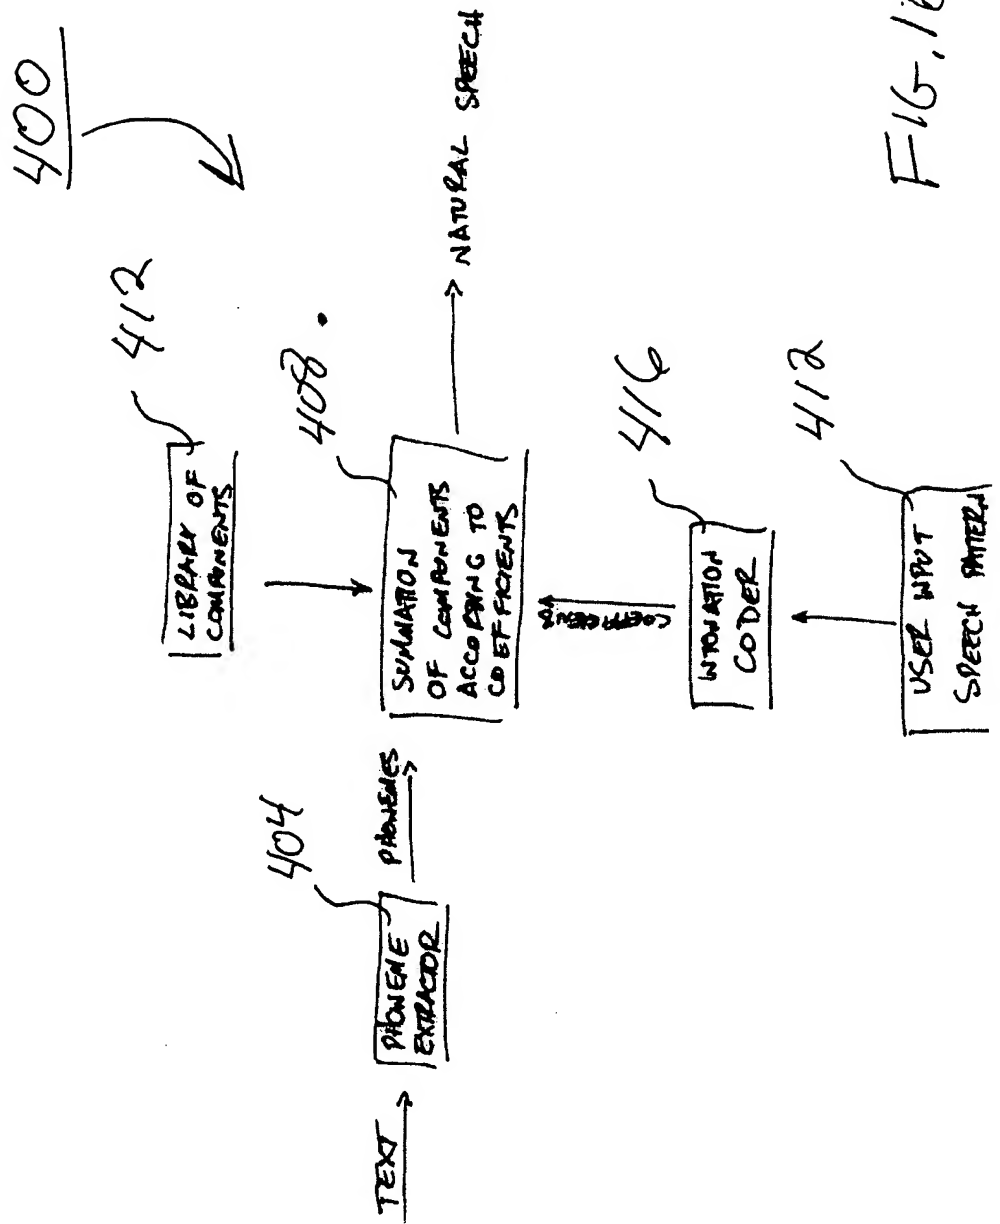 400
412
LIBRARY OF
COMPONENTS
408
SUMMATION
OF COMPONENTS
ACCORDING TO
COEFFICIENTS
NATURAL SPEECH
TEXT
404
PHONEME
EXTRACTOR
PHONEMES
COEFFICIENTS
416
INTONATION
CODER
412
USER INPUT
SPEECH PATTERN
FIG. 16